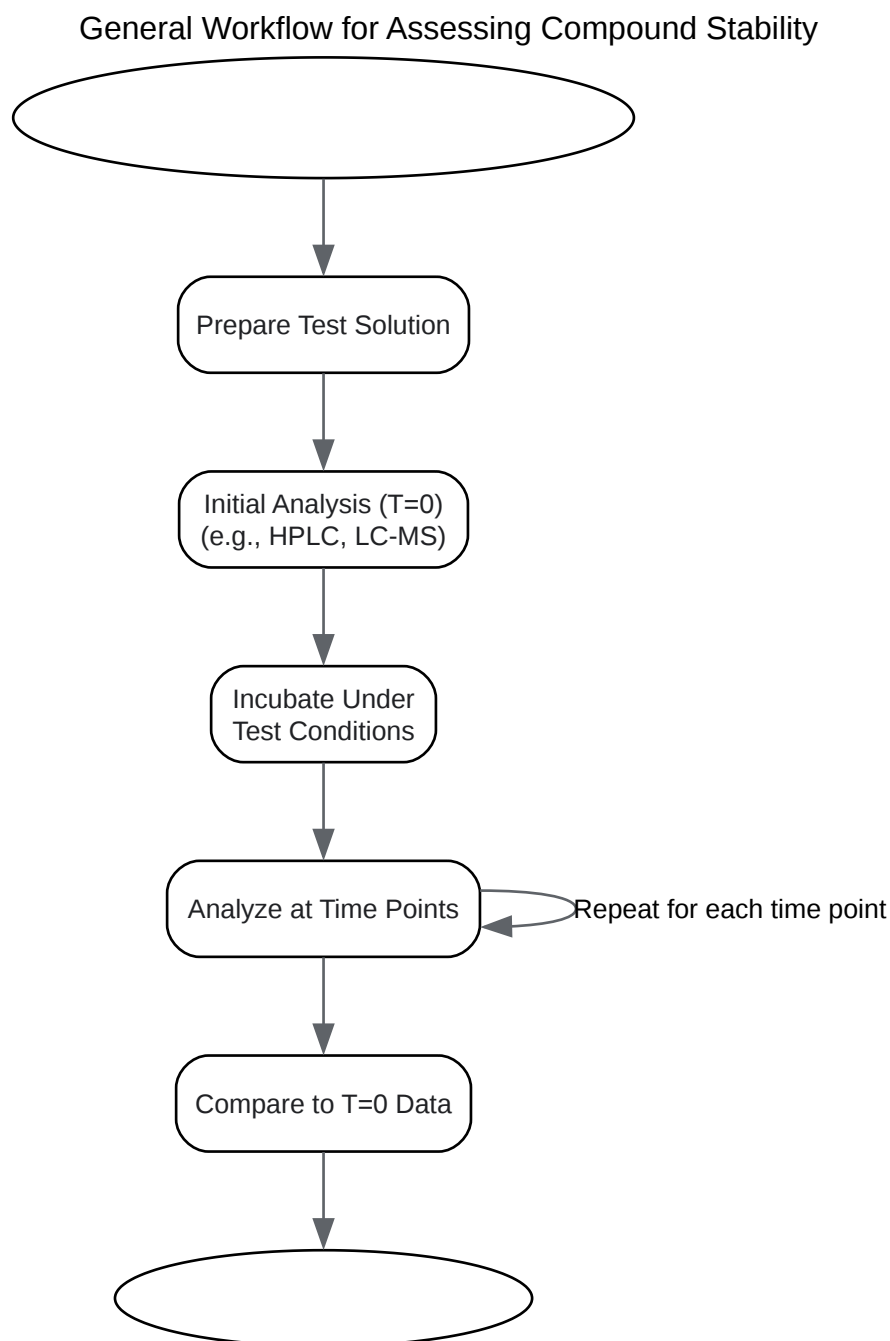 General Workflow for Assessing Compound Stability
Prepare Test Solution
Initial Analysis (T=0)
(e.g., HPLC, LC-MS)
Incubate Under
Test Conditions
Analyze at Time Points
Repeat for each time point
Compare to T=0 Data